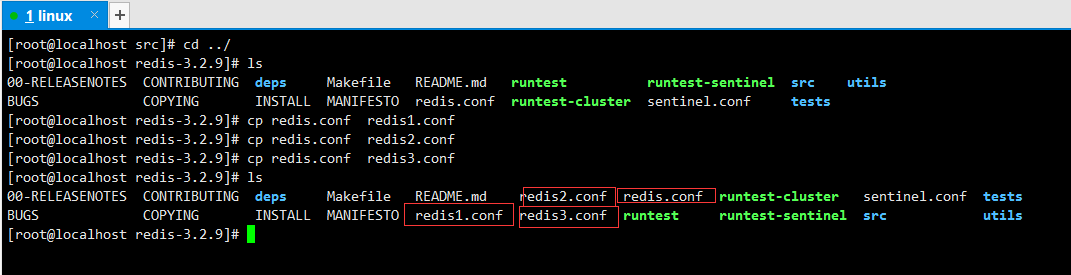 1 linux × +
[root@localhost src]# cd ../
[root@localhost redis-3.2.9]# ls
00-RELEASENOTES  CONTRIBUTING  deps     Makefile   README.md   runtest          runtest-sentinel  src    utils
BUGS             COPYING       INSTALL  MANIFESTO  redis.conf  runtest-cluster  sentinel.conf     tests
[root@localhost redis-3.2.9]# cp redis.conf  redis1.conf
[root@localhost redis-3.2.9]# cp redis.conf  redis2.conf
[root@localhost redis-3.2.9]# cp redis.conf  redis3.conf
[root@localhost redis-3.2.9]# ls
00-RELEASENOTES  CONTRIBUTING  deps     Makefile   README.md    redis2.conf  redis.conf  runtest-cluster   sentinel.conf  tests
BUGS             COPYING       INSTALL  MANIFESTO  redis1.conf  redis3.conf  runtest     runtest-sentinel  src            utils
[root@localhost redis-3.2.9]#